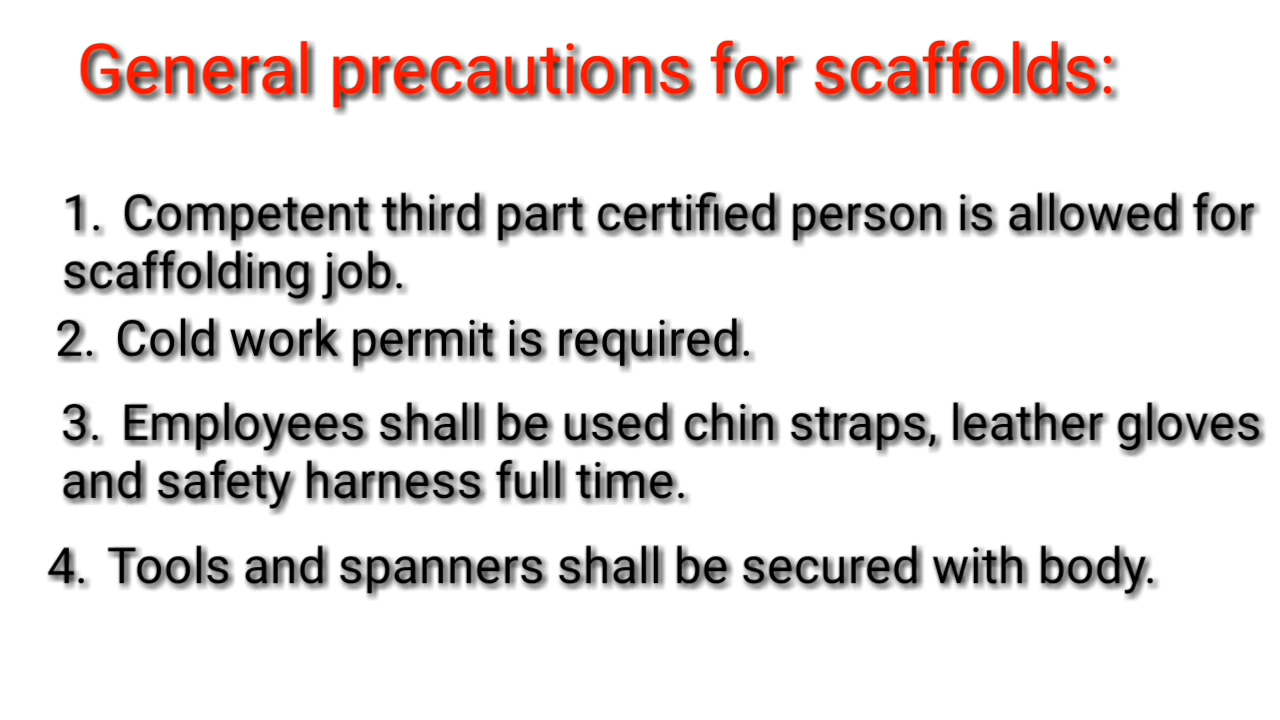 General precautions for scaffolds:
1. Competent third part certified person is allowed for
scaffolding job.
2. Cold work permit is required.
3. Employees shall be used chin straps, leather gloves
and safety harness full time.
4. Tools and spanners shall be secured with body.